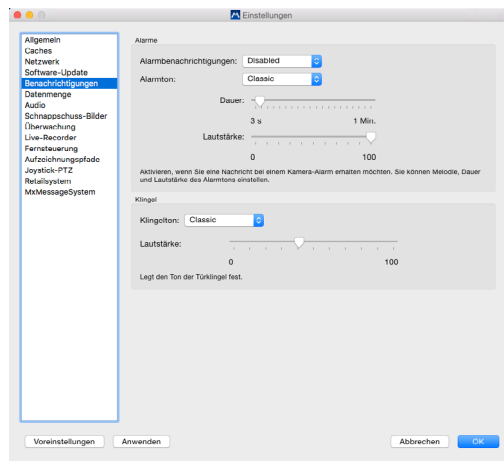 Einstellungen
Allgemein
Caches
Netzwerk
Software-Update
Benachrichtigungen
Datenmenge
Audio
Schnappschuss-Bilder
Überwachung
Live-Recorder
Fernsteuerung
Aufzeichnungspfade
Joystick-PTZ
Retailsystem
MxMessageSystem
Alarme
Alarmbenachrichtigungen: Disabled
Alarmton: Classic
Dauer:
3 s 1 Min.
Lautstärke:
0 100
Aktivieren, wenn Sie eine Nachricht bei einem Kamera-Alarm erhalten möchten. Sie können Melodie, Dauer
und Lautstärke des Alarmtons einstellen.
Klingel
Klingelton: Classic
Lautstärke:
0 100
Legt den Ton der Türklingel fest.
Voreinstellungen Anwenden Abbrechen OK